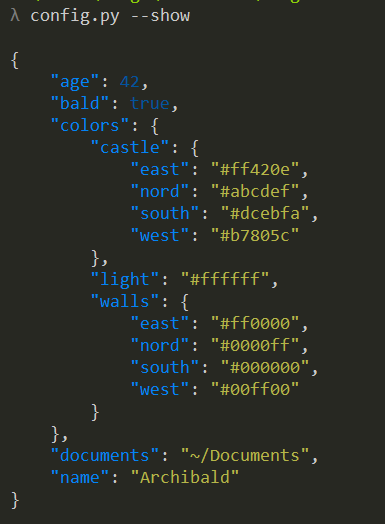 λ config.py --show
{
    "age": 42,
    "bald": true,
    "colors": {
        "castle": {
            "east": "#ff420e",
            "nord": "#abcdef",
            "south": "#dcebfa",
            "west": "#b7805c"
        },
        "light": "#ffffff",
        "walls": {
            "east": "#ff0000",
            "nord": "#0000ff",
            "south": "#000000",
            "west": "#00ff00"
        }
    },
    "documents": "~/Documents",
    "name": "Archibald"
}